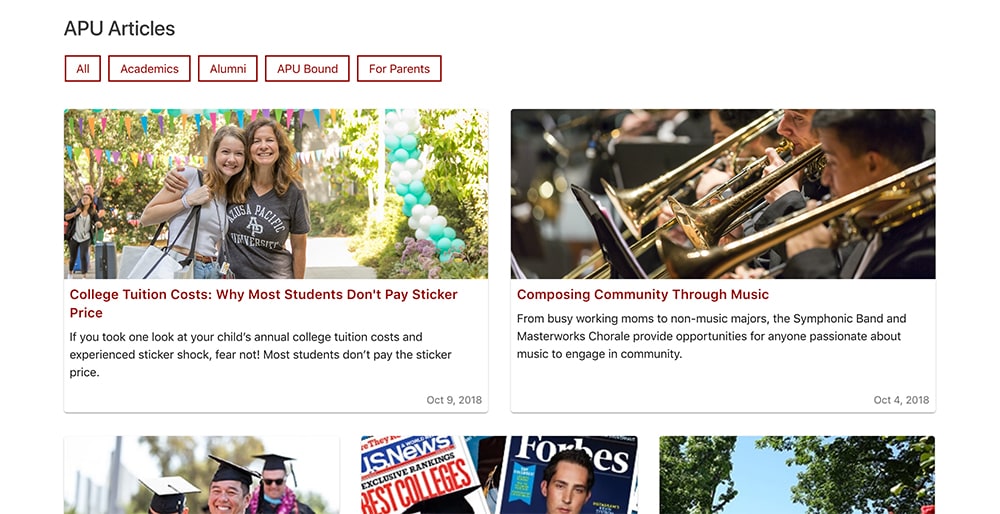 APU Articles
All Academics Alumni APU Bound For Parents
AZUSA PACIFIC
AP
UNIVERSITY
College Tuition Costs: Why Most Students Don't Pay Sticker
Price
If you took one look at your child’s annual college tuition costs and
experienced sticker shock, fear not! Most students don’t pay the sticker
price.
Oct 9, 2018
Composing Community Through Music
From busy working moms to non-music majors, the Symphonic Band and
Masterworks Chorale provide opportunities for anyone passionate about
music to engage in community.
Oct 4, 2018
U.S.News
EXCLUSIVE RANKINGS
BEST COLLEGES
Forbes